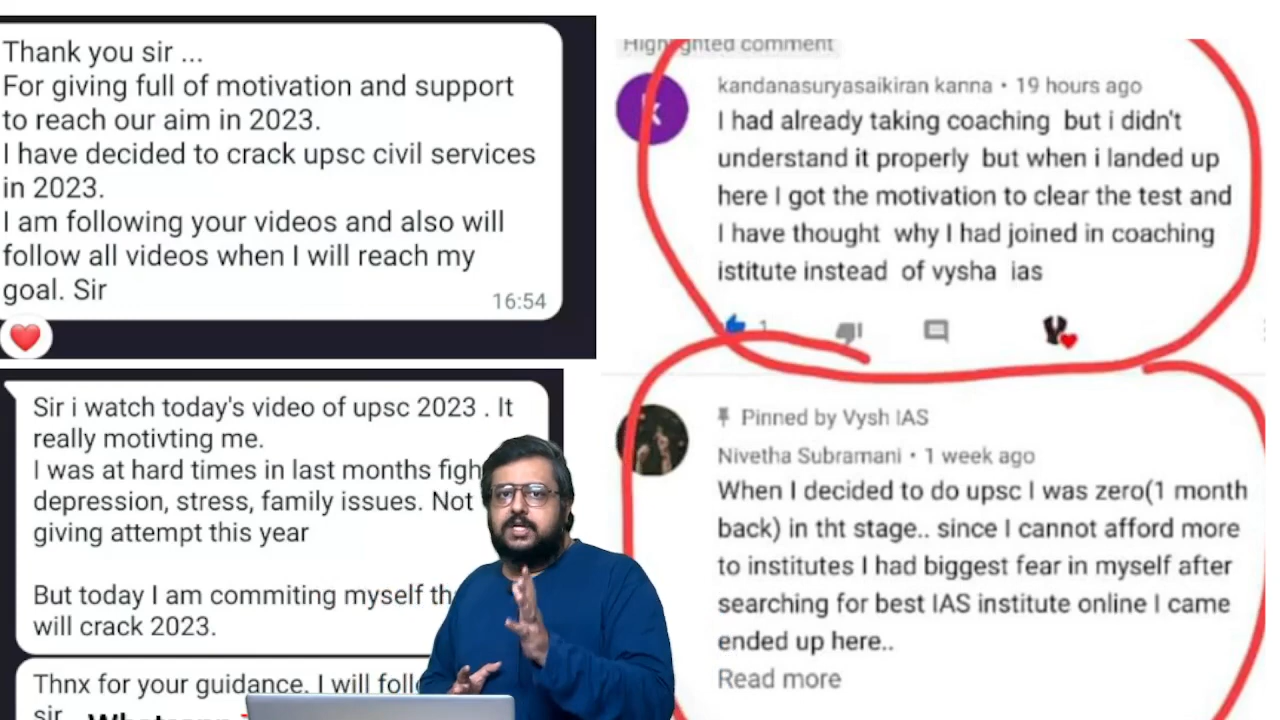 Thank you sir ...
For giving full of motivation and support
to reach our aim in 2023.
I have decided to crack upsc civil services
in 2023.
I am following your videos and also will
follow all videos when I will reach my
goal. Sir
16:54
Sir i watch today's video of upsc 2023 . It
really motivting me.
I was at hard times in last months
depression, stress, family issues. Not
giving attempt this year
But today I am commiting myself
will crack 2023.
Thnx for your guidance. I will
sir
Highlighted comment
K
kandanasuryasaikiran kanna • 19 hours ago
I had already taking coaching but i didn't
understand it properly but when i landed up
here I got the motivation to clear the test and
I have thought why I had joined in coaching
istitute instead of vysha ias
1
Pinned by Vysh IAS
Nivetha Subramani • 1 week ago
When I decided to do upsc I was zero(1 month
back) in tht stage.. since I cannot afford more
to institutes I had biggest fear in myself after
searching for best IAS institute online I came
ended up here..
Read more